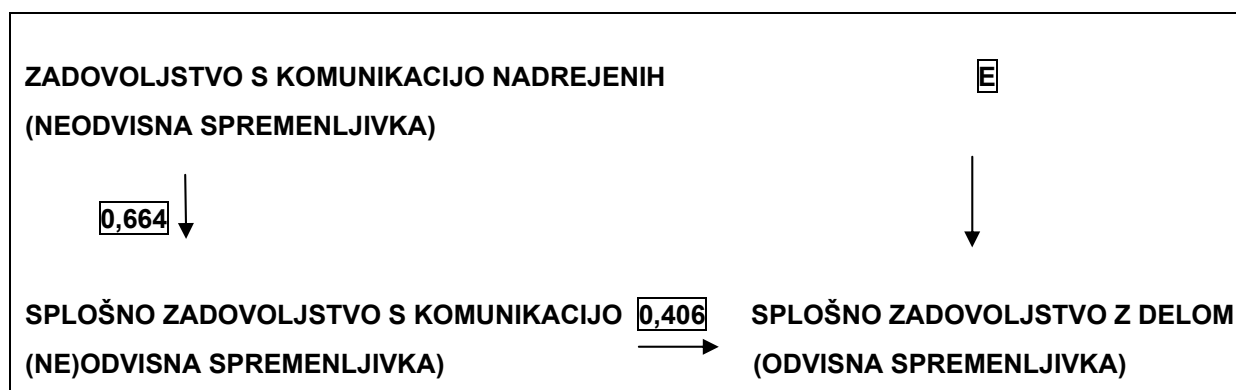 ZADOVOLJSTVO S KOMUNIKACIJO NADREJENIH E
(NEODVISNA SPREMENLJIVKA)
0,664
SPLOŠNO ZADOVOLJSTVO S KOMUNIKACIJO 0,406 SPLOŠNO ZADOVOLJSTVO Z DELOM
(NE)ODVISNA SPREMENLJIVKA) (ODVISNA SPREMENLJIVKA)